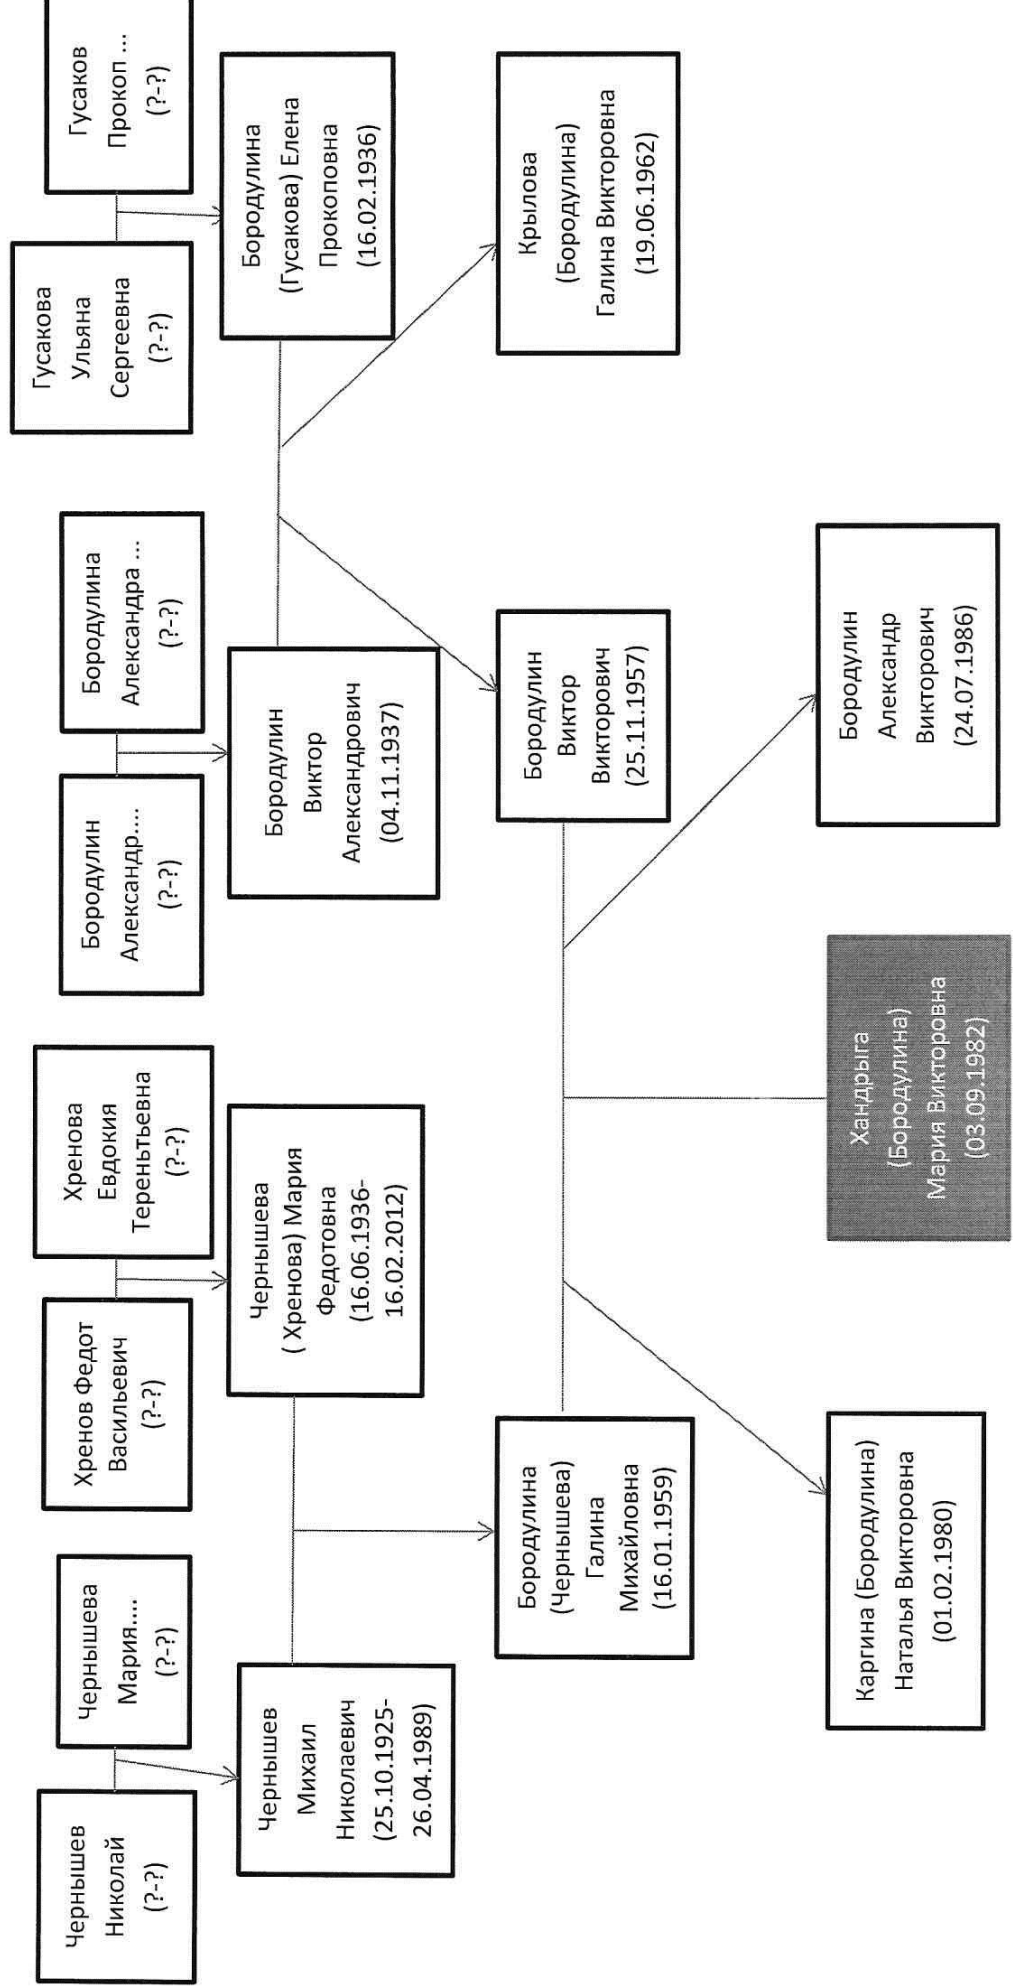 Чернышев
Николай
(?-?)
Чернышева
Мария....
(?-?)
Хренов Федот
Васильевич
(?-?)
Хренова
Евдокия
Тереньтьевна
(?-?)
Бородулин
Александр....
(?-?)
Бородулина
Александра ...
(?-?)
Гусакова
Ульяна
Сергеевна
(?-?)
Гусаков
Прокоп ...
(?-?)
Чернышев
Михаил
Николаевич
(25.10.1925-
26.04.1989)
Чернышева
( Хренова) Мария
Федотовна
(16.06.1936-
16.02.2012)
Бородулин
Виктор
Александрович
(04.11.1937)
Бородулина
(Гусакова) Елена
Прокоповна
(16.02.1936)
Бородулина
(Чернышева)
Галина
Михайловна
(16.01.1959)
Бородулин
Виктор
Викторович
(25.11.1957)
Крылова
(Бородулина)
Галина Викторовна
(19.06.1962)
Каргина (Бородулина)
Наталья Викторовна
(01.02.1980)
Хандрыга
(Бородулина)
Мария Викторовна
(03.09.1982)
Бородулин
Александр
Викторович
(24.07.1986)